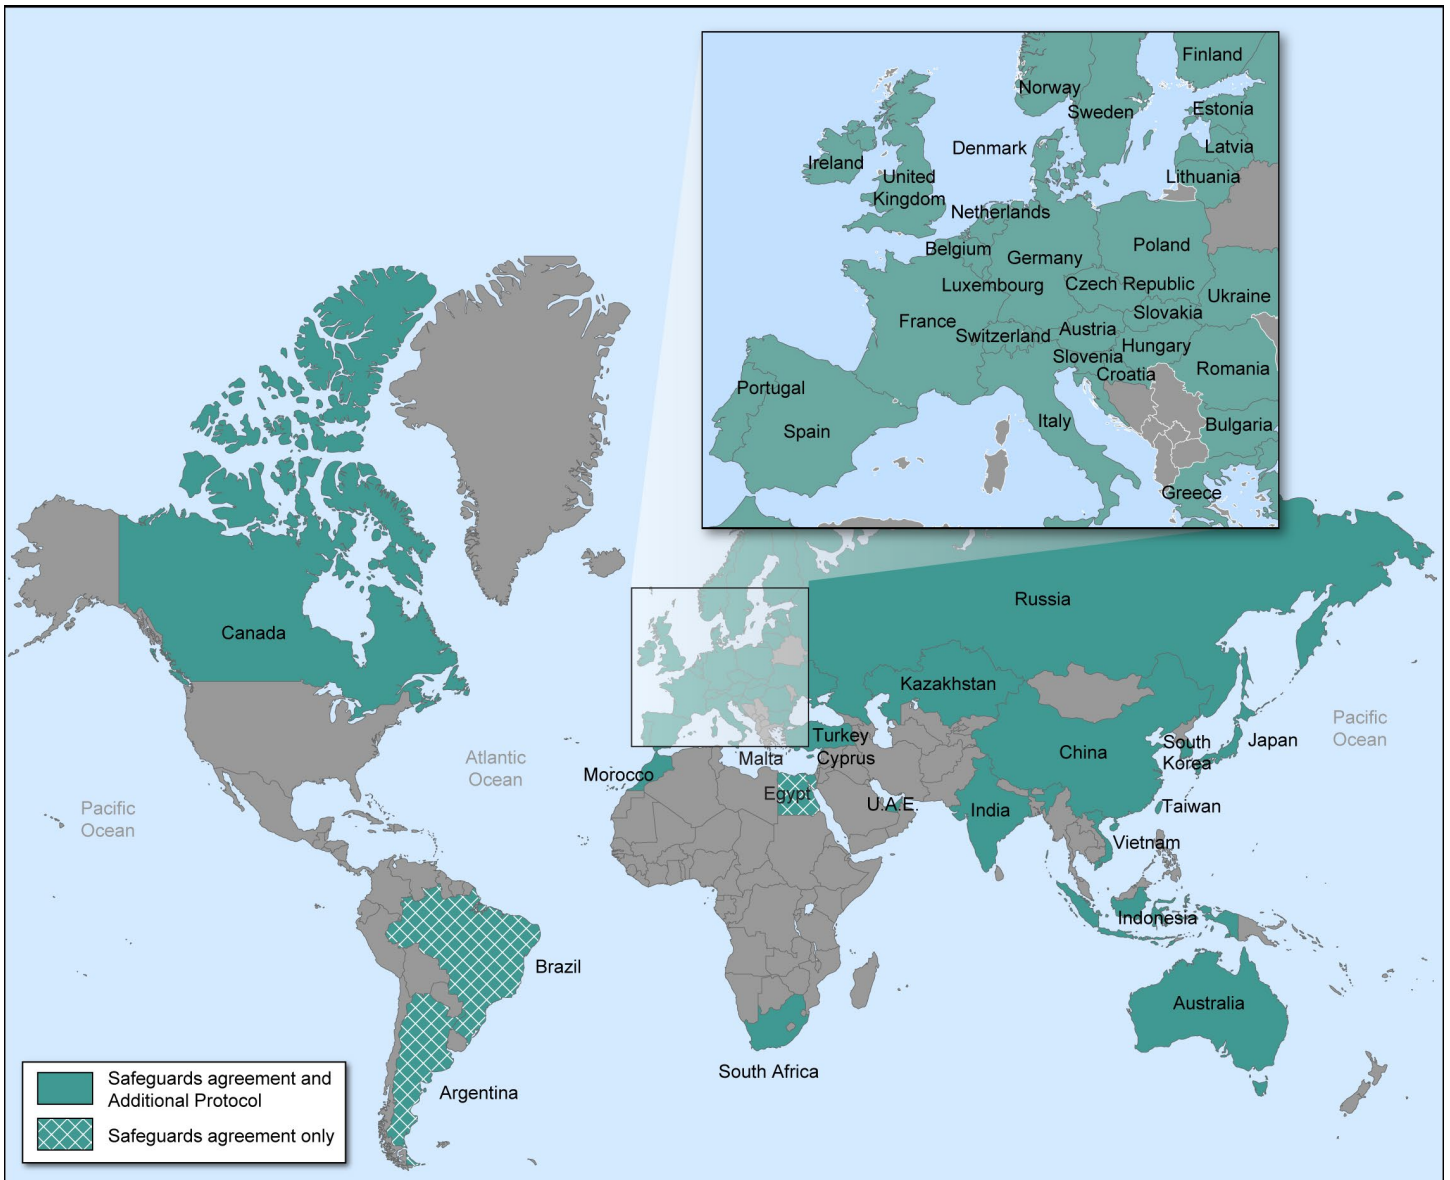 Finland
Norway
Sweden
Estonia
Denmark
Latvia
Ireland
United
Kingdom
Lithuania
Netherlands
Belgium
Germany
Poland
Luxembourg
Czech Republic
Ukraine
Slovakia
France
Switzerland
Austria
Hungary
Slovenia
Croatia
Romania
Portugal
Spain
Italy
Bulgaria
Greece
Canada
Russia
Kazakhstan
Atlantic
Ocean
Pacific
Ocean
Turkey
Malta
Cyprus
China
South
Korea
Japan
Pacific
Ocean
Morocco
Egypt
U.A.E.
India
Taiwan
Vietnam
Indonesia
Brazil
Australia
South Africa
Argentina
Safeguards agreement and
Additional Protocol
Safeguards agreement only